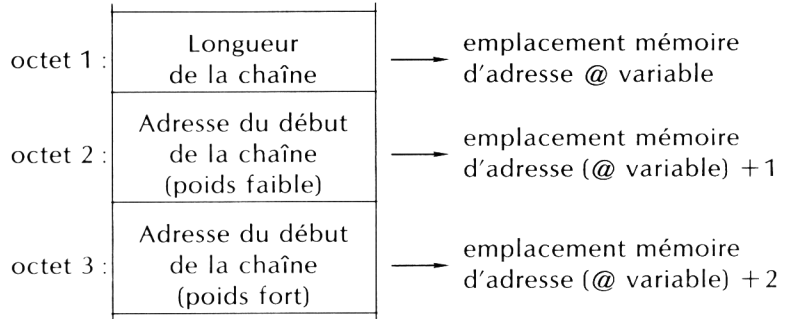 octet 1 :
Longueur
de la chaîne
emplacement mémoire
d'adresse @ variable
octet 2 :
Adresse du début
de la chaîne
(poids faible)
emplacement mémoire
d'adresse (@ variable) +1
octet 3 :
Adresse du début
de la chaîne
(poids fort)
emplacement mémoire
d'adresse (@ variable) +2